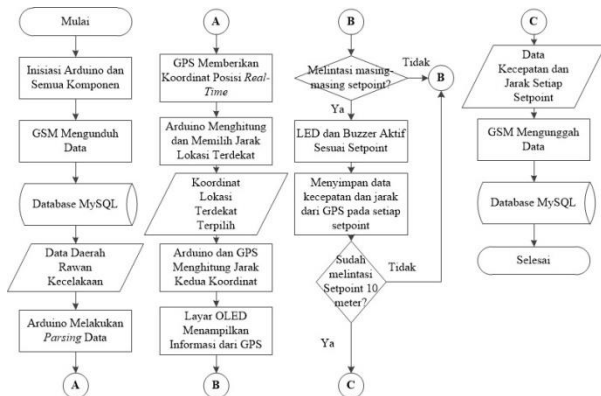 Mulai
Inisiasi Arduino dan
Semua Komponen
GSM Mengunduh
Data
Database MySQL
Data Daerah
Rawan
Kecelakaan
Arduino Melakukan
Parsing Data
A
A
GPS Memberikan
Koordinat Posisi Real-
Time
Arduino Menghitung
dan Memilih Jarak
Lokasi Terdekat
Koordinat
Lokasi
Terdekat
Terpilih
Arduino dan GPS
Menghitung Jarak
Kedua Koordinat
Layar OLED
Menampilkan
Informasi dari GPS
B
B
Melintasi masing-
masing setpoint?
Tidak
B
Ya
LED dan Buzzer Aktif
Sesuai Setpoint
Menyimpan data
kecepatan dan jarak
dari GPS pada setiap
setpoint
Sudah
melintasi
Setpoint 10
meter?
Tidak
Ya
C
C
Data
Kecepatan dan
Jarak Setiap
Setpoint
GSM Mengunggah
Data
Database MySQL
Selesai